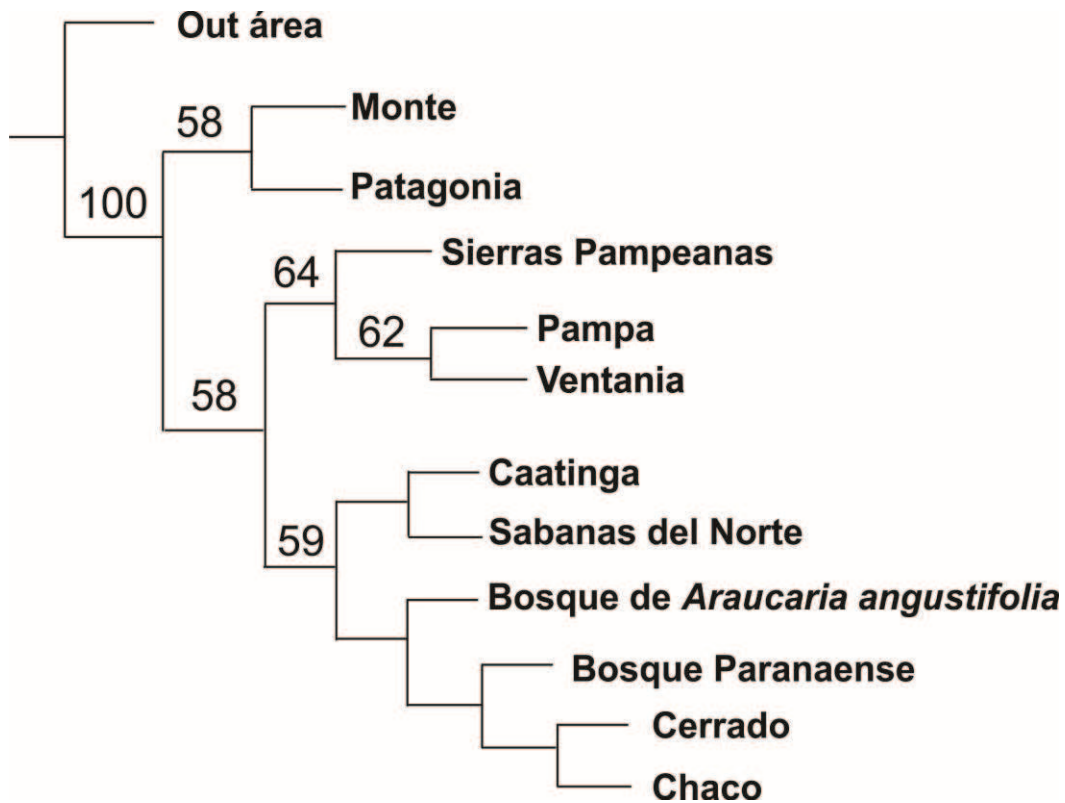 Out área
58
Monte
100
Patagonia
64
Sierras Pampeanas
62
Pampa
Ventania
58
Caatinga
59
Sabanas del Norte
Bosque de Araucaria angustifolia
Bosque Paranaense
Cerrado
Chaco